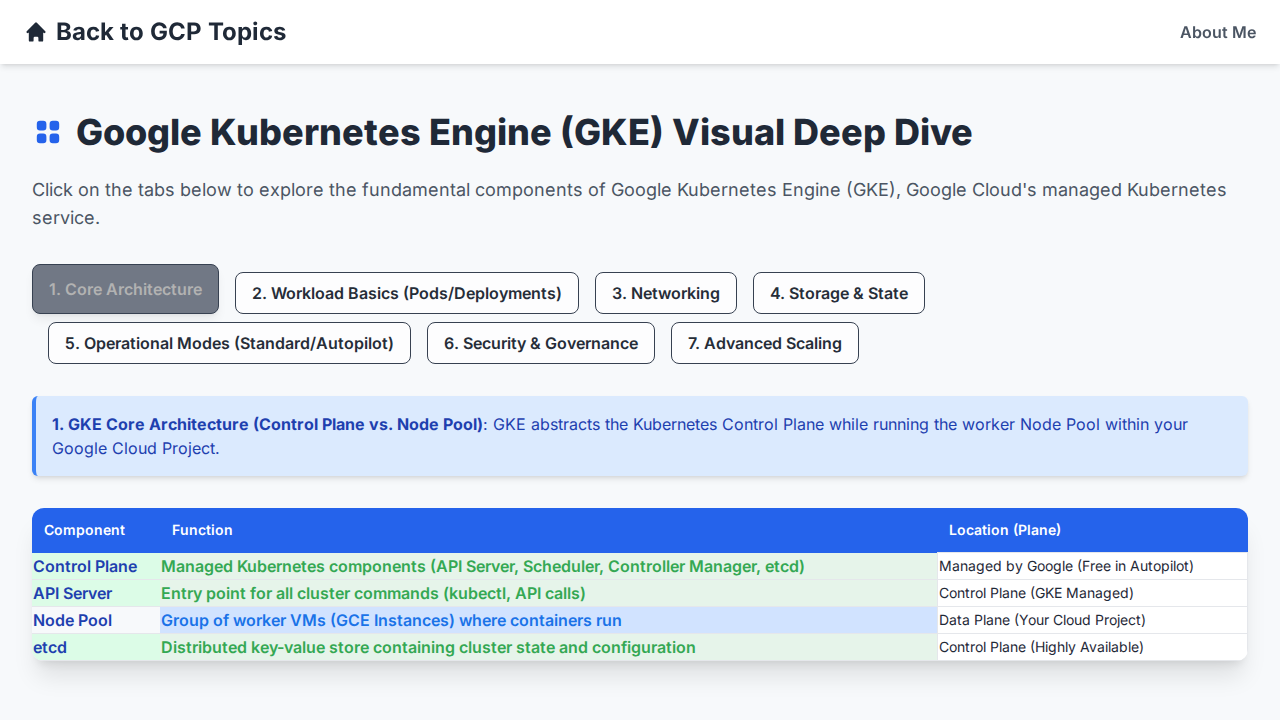 Back to GCP Topics
About Me
Google Kubernetes Engine (GKE) Visual Deep Dive
Click on the tabs below to explore the fundamental components of Google Kubernetes Engine (GKE), Google Cloud's managed Kubernetes
service.
1. Core Architecture
2. Workload Basics (Pods/Deployments)
3. Networking
4. Storage & State
5. Operational Modes (Standard/Autopilot)
6. Security & Governance
7. Advanced Scaling
1. GKE Core Architecture (Control Plane vs. Node Pool): GKE abstracts the Kubernetes Control Plane while running the worker Node Pool within your
Google Cloud Project.
Component Function Location (Plane)
Control Plane Managed Kubernetes components (API Server, Scheduler, Controller Manager, etcd) Managed by Google (Free in Autopilot)
API Server Entry point for all cluster commands (kubectl, API calls) Control Plane (GKE Managed)
Node Pool Group of worker VMs (GCE Instances) where containers run Data Plane (Your Cloud Project)
etcd Distributed key-value store containing cluster state and configuration Control Plane (Highly Available)